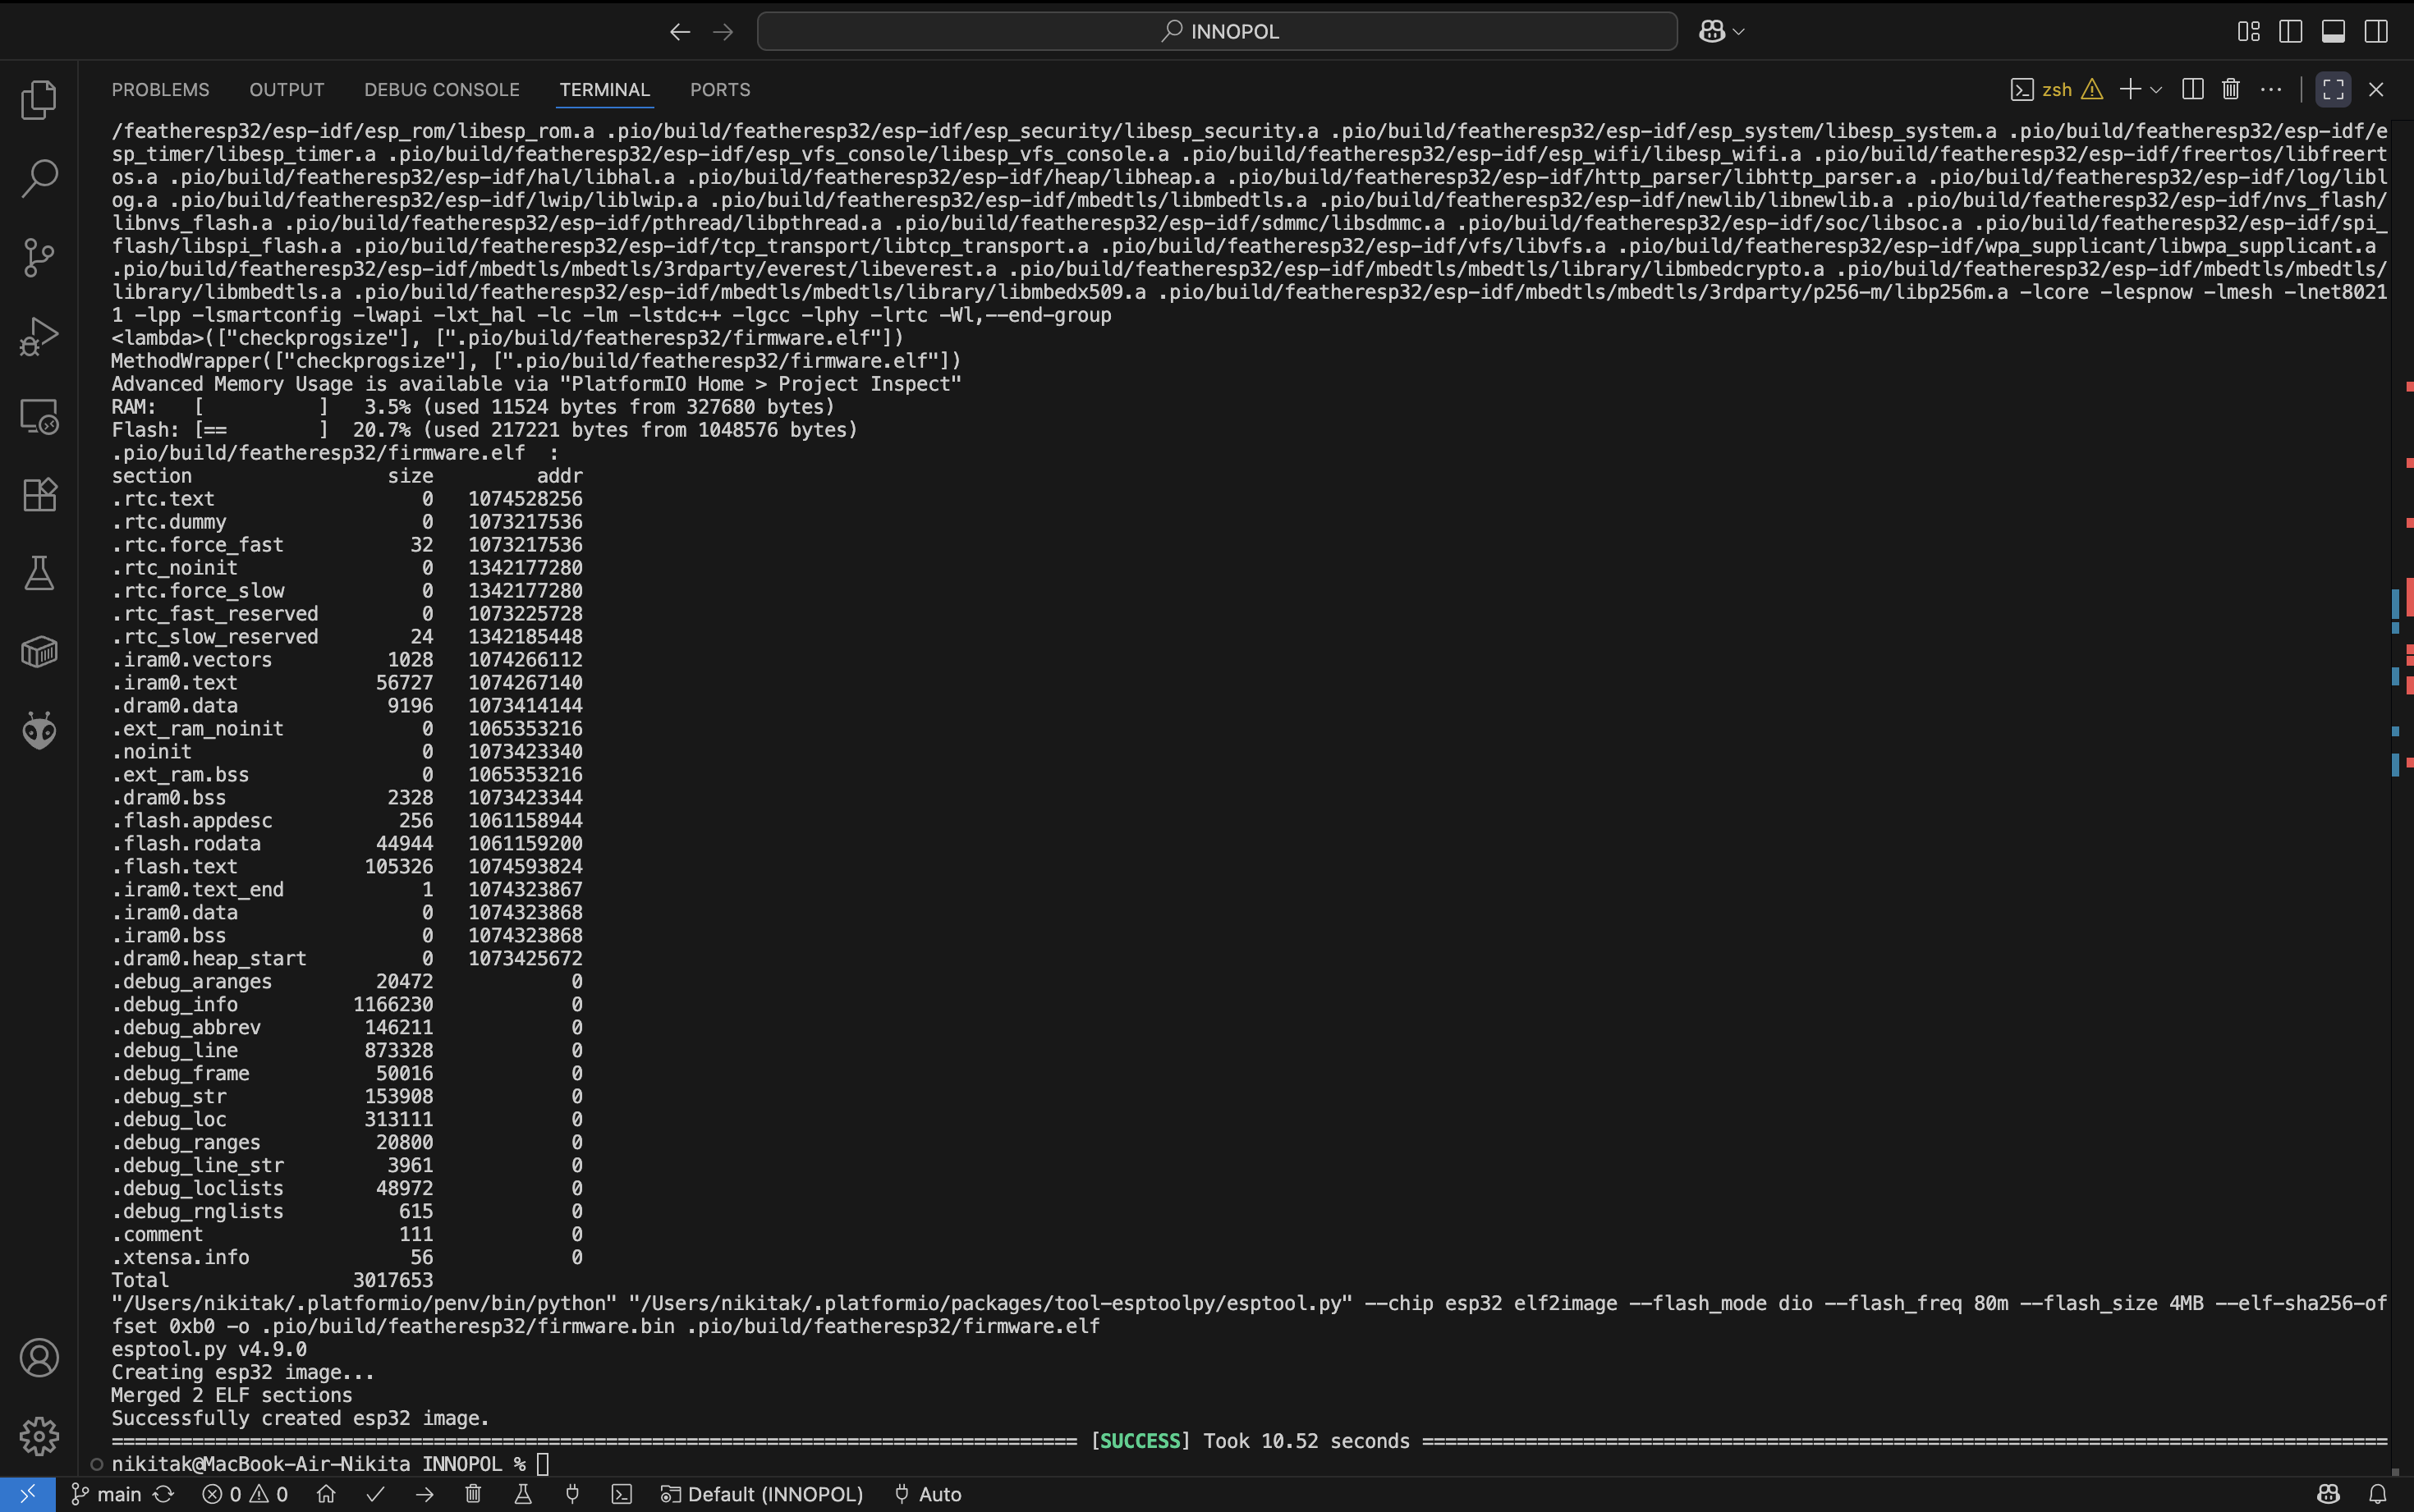 INNOPOL
PROBLEMS OUTPUT DEBUG CONSOLE TERMINAL PORTS
zsh
/featheresp32/esp-idf/esp_rom/libesp_rom.a .pio/build/featheresp32/esp-idf/esp_security/libesp_security.a .pio/build/featheresp32/esp-idf/esp_system/libesp_system.a .pio/build/featheresp32/esp-idf/e
sp_timer/libesp_timer.a .pio/build/featheresp32/esp-idf/esp_vfs_console/libesp_vfs_console.a .pio/build/featheresp32/esp-idf/esp_wifi/libesp_wifi.a .pio/build/featheresp32/esp-idf/freertos/libfreert
os.a .pio/build/featheresp32/esp-idf/hal/libhal.a .pio/build/featheresp32/esp-idf/heap/libheap.a .pio/build/featheresp32/esp-idf/http_parser/libhttp_parser.a .pio/build/featheresp32/esp-idf/log/libl
og.a .pio/build/featheresp32/esp-idf/lwip/liblwip.a .pio/build/featheresp32/esp-idf/mbedtls/libmbedtls.a .pio/build/featheresp32/esp-idf/newlib/libnewlib.a .pio/build/featheresp32/esp-idf/nvs_flash/
libnvs_flash.a .pio/build/featheresp32/esp-idf/pthread/libpthread.a .pio/build/featheresp32/esp-idf/sdmmc/libsdmmc.a .pio/build/featheresp32/esp-idf/soc/libsoc.a .pio/build/featheresp32/esp-idf/spi_
flash/libspi_flash.a .pio/build/featheresp32/esp-idf/tcp_transport/libtcp_transport.a .pio/build/featheresp32/esp-idf/vfs/libvfs.a .pio/build/featheresp32/esp-idf/wpa_supplicant/libwpa_supplicant.a
.pio/build/featheresp32/esp-idf/mbedtls/mbedtls/3rdparty/everest/libeverest.a .pio/build/featheresp32/esp-idf/mbedtls/mbedtls/library/libmbedcrypto.a .pio/build/featheresp32/esp-idf/mbedtls/mbedtls/
library/libmbedtls.a .pio/build/featheresp32/esp-idf/mbedtls/mbedtls/library/libmbedx509.a .pio/build/featheresp32/esp-idf/mbedtls/mbedtls/3rdparty/p256-m/libp256m.a -lcore -lespnow -lmesh -lnet8021
1 -lpp -lsmartconfig -lwapi -lxt_hal -lc -lm -lstdc++ -lgcc -lphy -lrtc -Wl,--end-group
<lambda>(["checkprogsize"], [".pio/build/featheresp32/firmware.elf"])
MethodWrapper(["checkprogsize"], [".pio/build/featheresp32/firmware.elf"])
Advanced Memory Usage is available via "PlatformIO Home > Project Inspect"
RAM:   [          ]   3.5% (used 11524 bytes from 327680 bytes)
Flash: [==        ]  20.7% (used 217221 bytes from 1048576 bytes)
.pio/build/featheresp32/firmware.elf  :
section                 size         addr
.rtc.text                  0   1074528256
.rtc.dummy                 0   1073217536
.rtc.force_fast           32   1073217536
.rtc_noinit                0   1342177280
.rtc.force_slow            0   1342177280
.rtc_fast_reserved         0   1073225728
.rtc_slow_reserved        24   1342185448
.iram0.vectors          1028   1074266112
.iram0.text            56727   1074267140
.dram0.data             9196   1073414144
.ext_ram_noinit            0   1065353216
.noinit                    0   1073423340
.ext_ram.bss               0   1065353216
.dram0.bss              2328   1073423344
.flash.appdesc           256   1061158944
.flash.rodata          44944   1061159200
.flash.text           105326   1074593824
.iram0.text_end            1   1074323867
.iram0.data                0   1074323868
.iram0.bss                 0   1074323868
.dram0.heap_start          0   1073425672
.debug_aranges         20472            0
.debug_info          1166230            0
.debug_abbrev         146211            0
.debug_line           873328            0
.debug_frame           50016            0
.debug_str            153908            0
.debug_loc            313111            0
.debug_ranges          20800            0
.debug_line_str         3961            0
.debug_loclists        48972            0
.debug_rnglists          615            0
.comment                 111            0
.xtensa.info              56            0
Total                3017653
"/Users/nikitak/.platformio/penv/bin/python" "/Users/nikitak/.platformio/packages/tool-esptoolpy/esptool.py" --chip esp32 elf2image --flash_mode dio --flash_freq 80m --flash_size 4MB --elf-sha256-of
fset 0xb0 -o .pio/build/featheresp32/firmware.bin .pio/build/featheresp32/firmware.elf
esptool.py v4.9.0
Creating esp32 image...
Merged 2 ELF sections
Successfully created esp32 image.
==================================================================================== [SUCCESS] Took 10.52 seconds ====================================================================================
nikitak@MacBook-Air-Nikita INNOPOL %
main 0 0 Default (INNOPOL) Auto